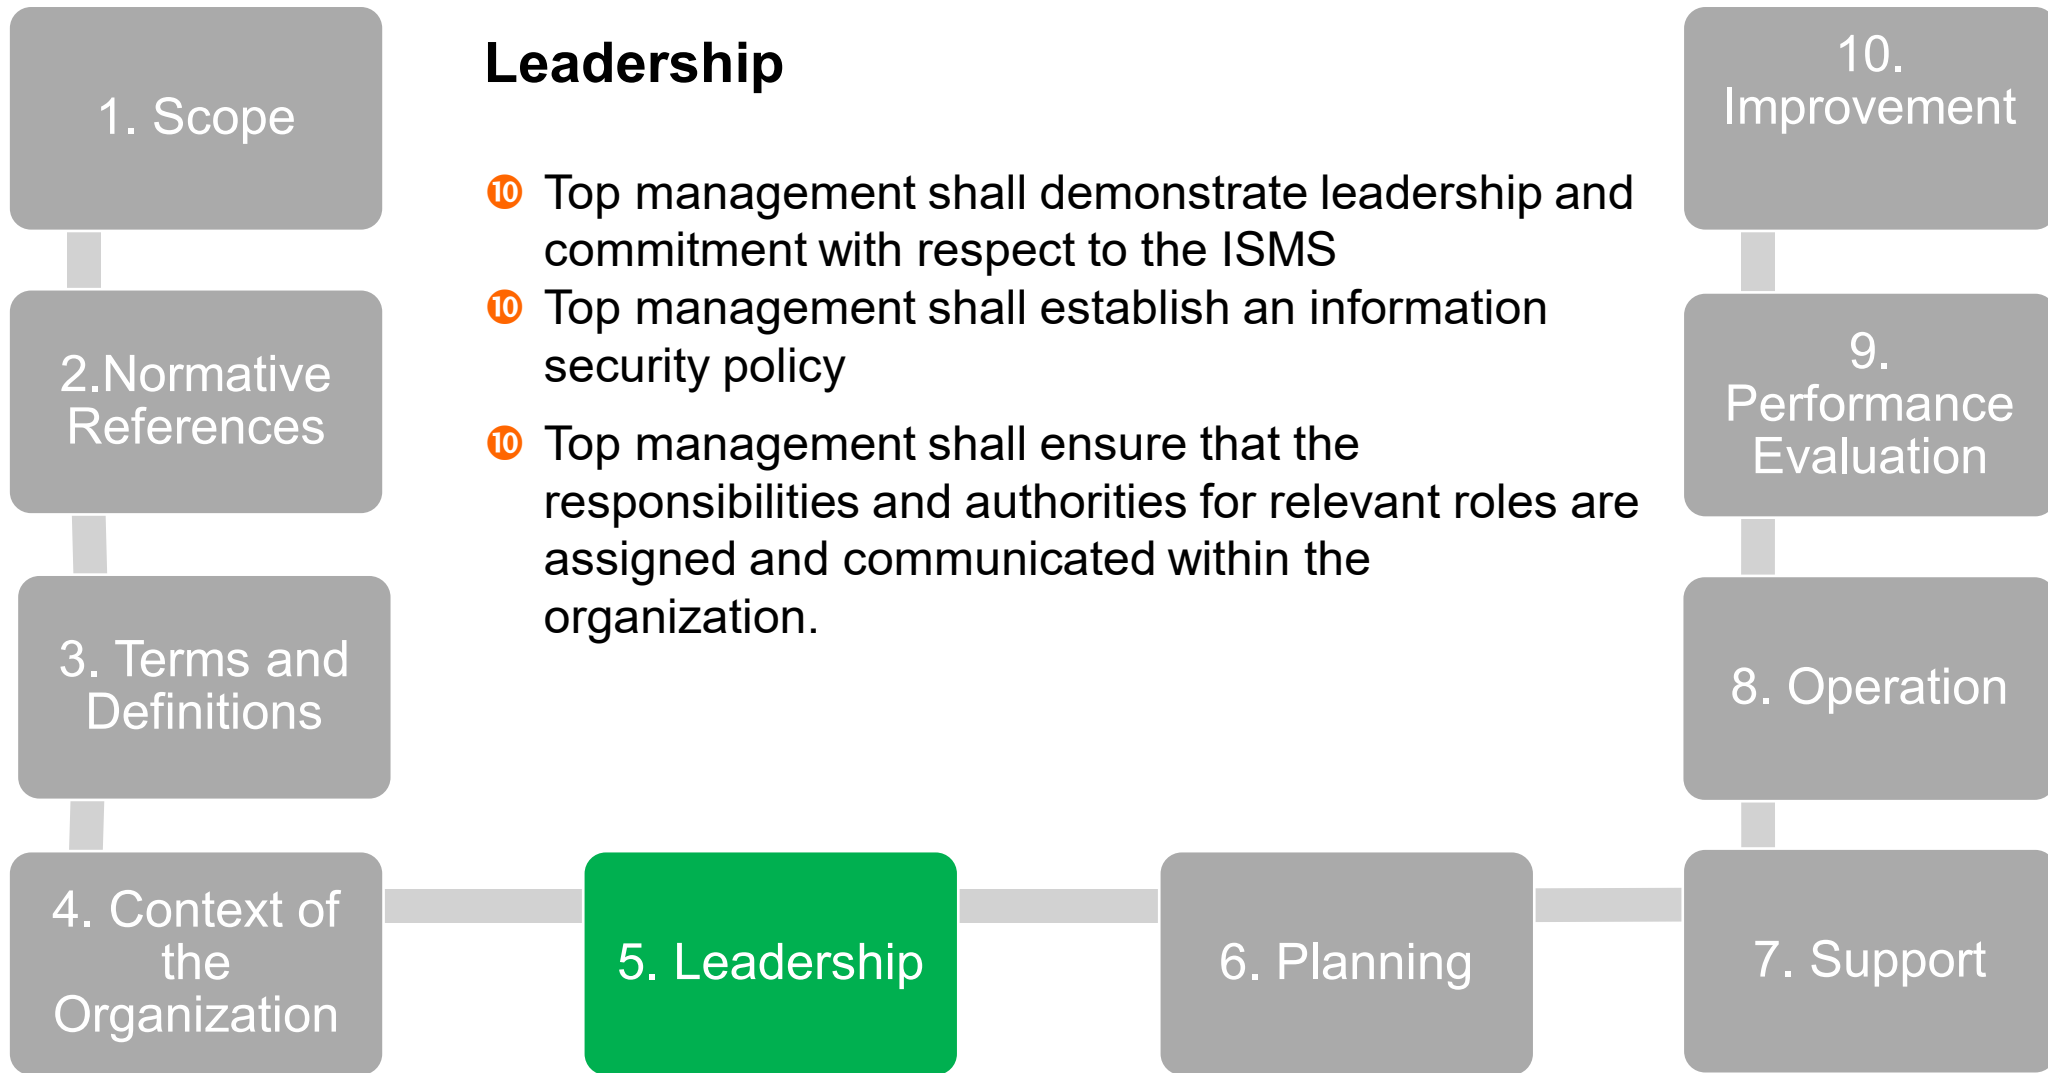 Leadership
❿ Top management shall demonstrate leadership and
commitment with respect to the ISMS
❿ Top management shall establish an information
security policy
❿ Top management shall ensure that the
responsibilities and authorities for relevant roles are
assigned and communicated within the
organization.
1. Scope
2.Normative
References
3. Terms and
Definitions
4. Context of
the
Organization
5. Leadership
6. Planning
7. Support
8. Operation
9.
Performance
Evaluation
10.
Improvement